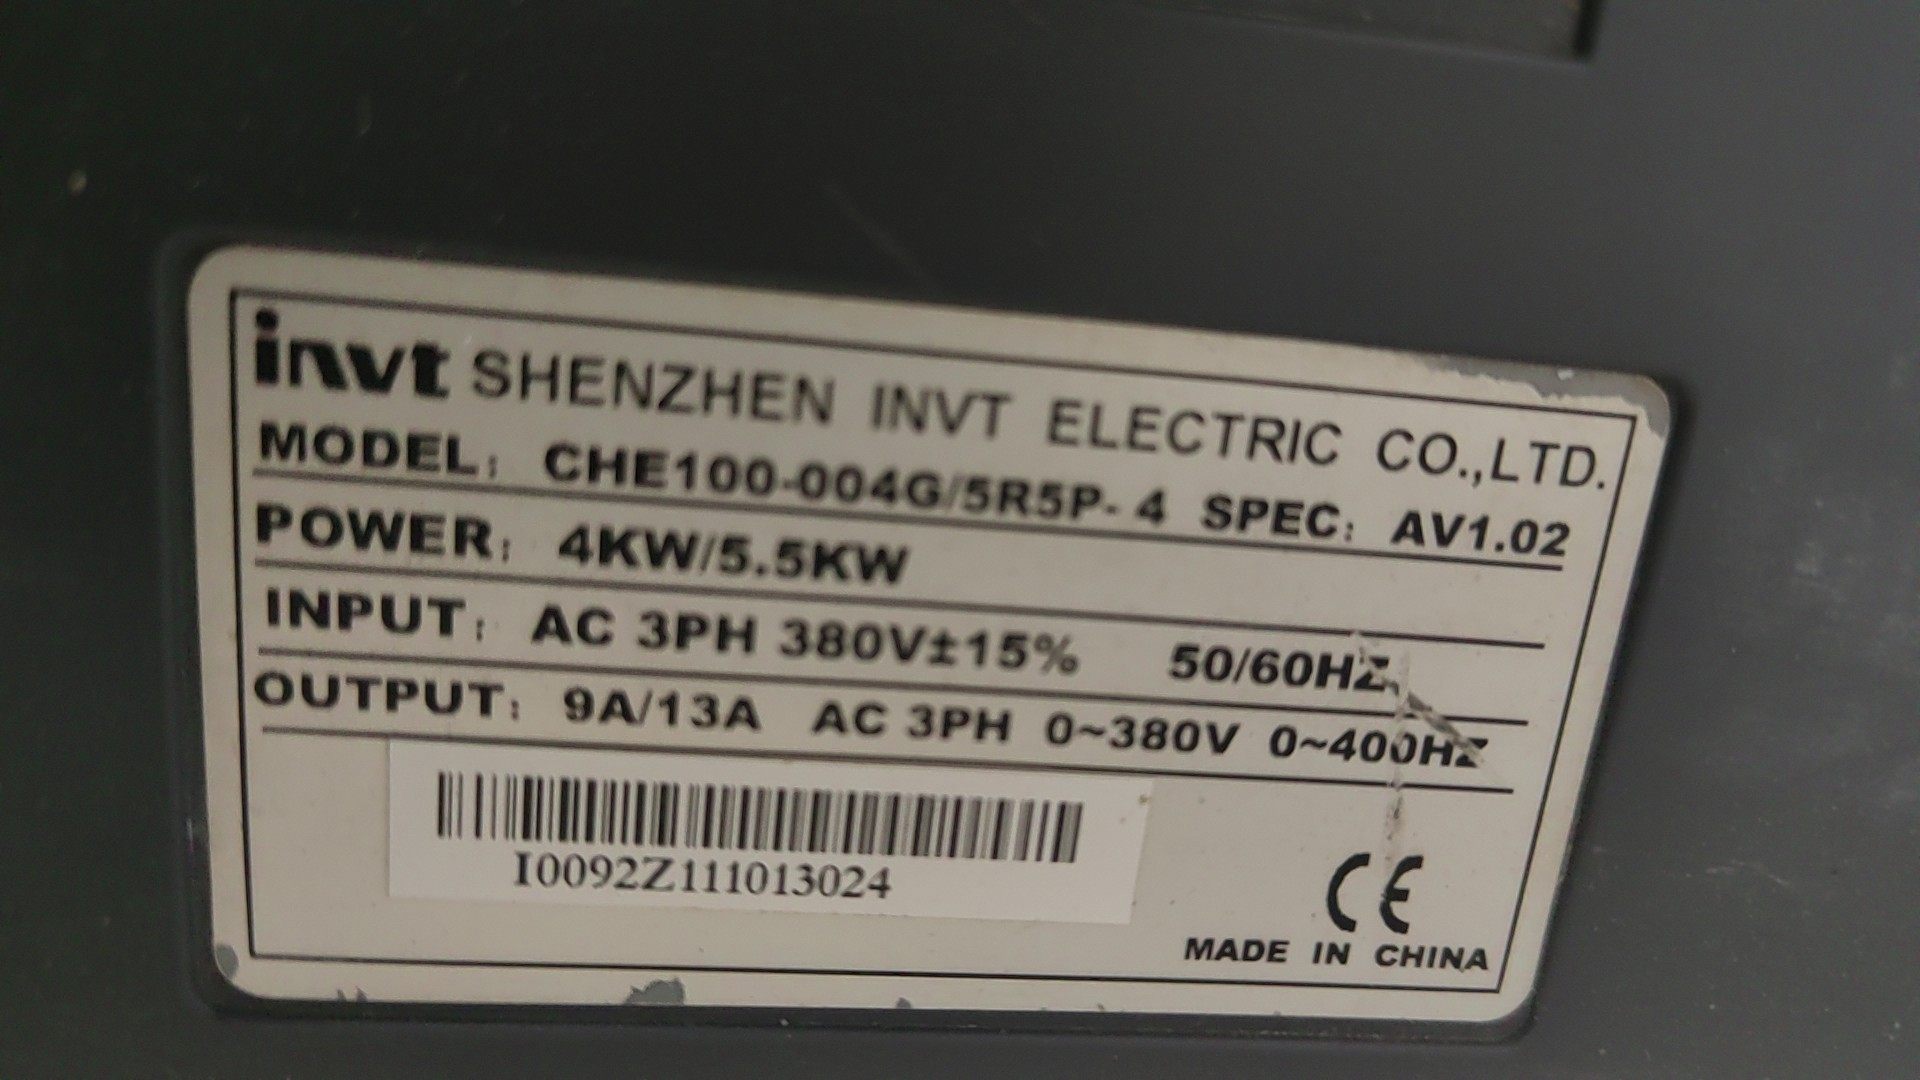 invt SHENZHEN INVT ELECTRIC CO.,LTD.
MODEL: CHE100-004G/5R5P-4 SPEC: AV1.02
POWER: 4KW/5.5KW
INPUT: AC 3PH 380V±15% 50/60HZ
OUTPUT: 9A/13A AC 3PH 0~380V 0~400HZ
I0092Z111013024
CE
MADE IN CHINA